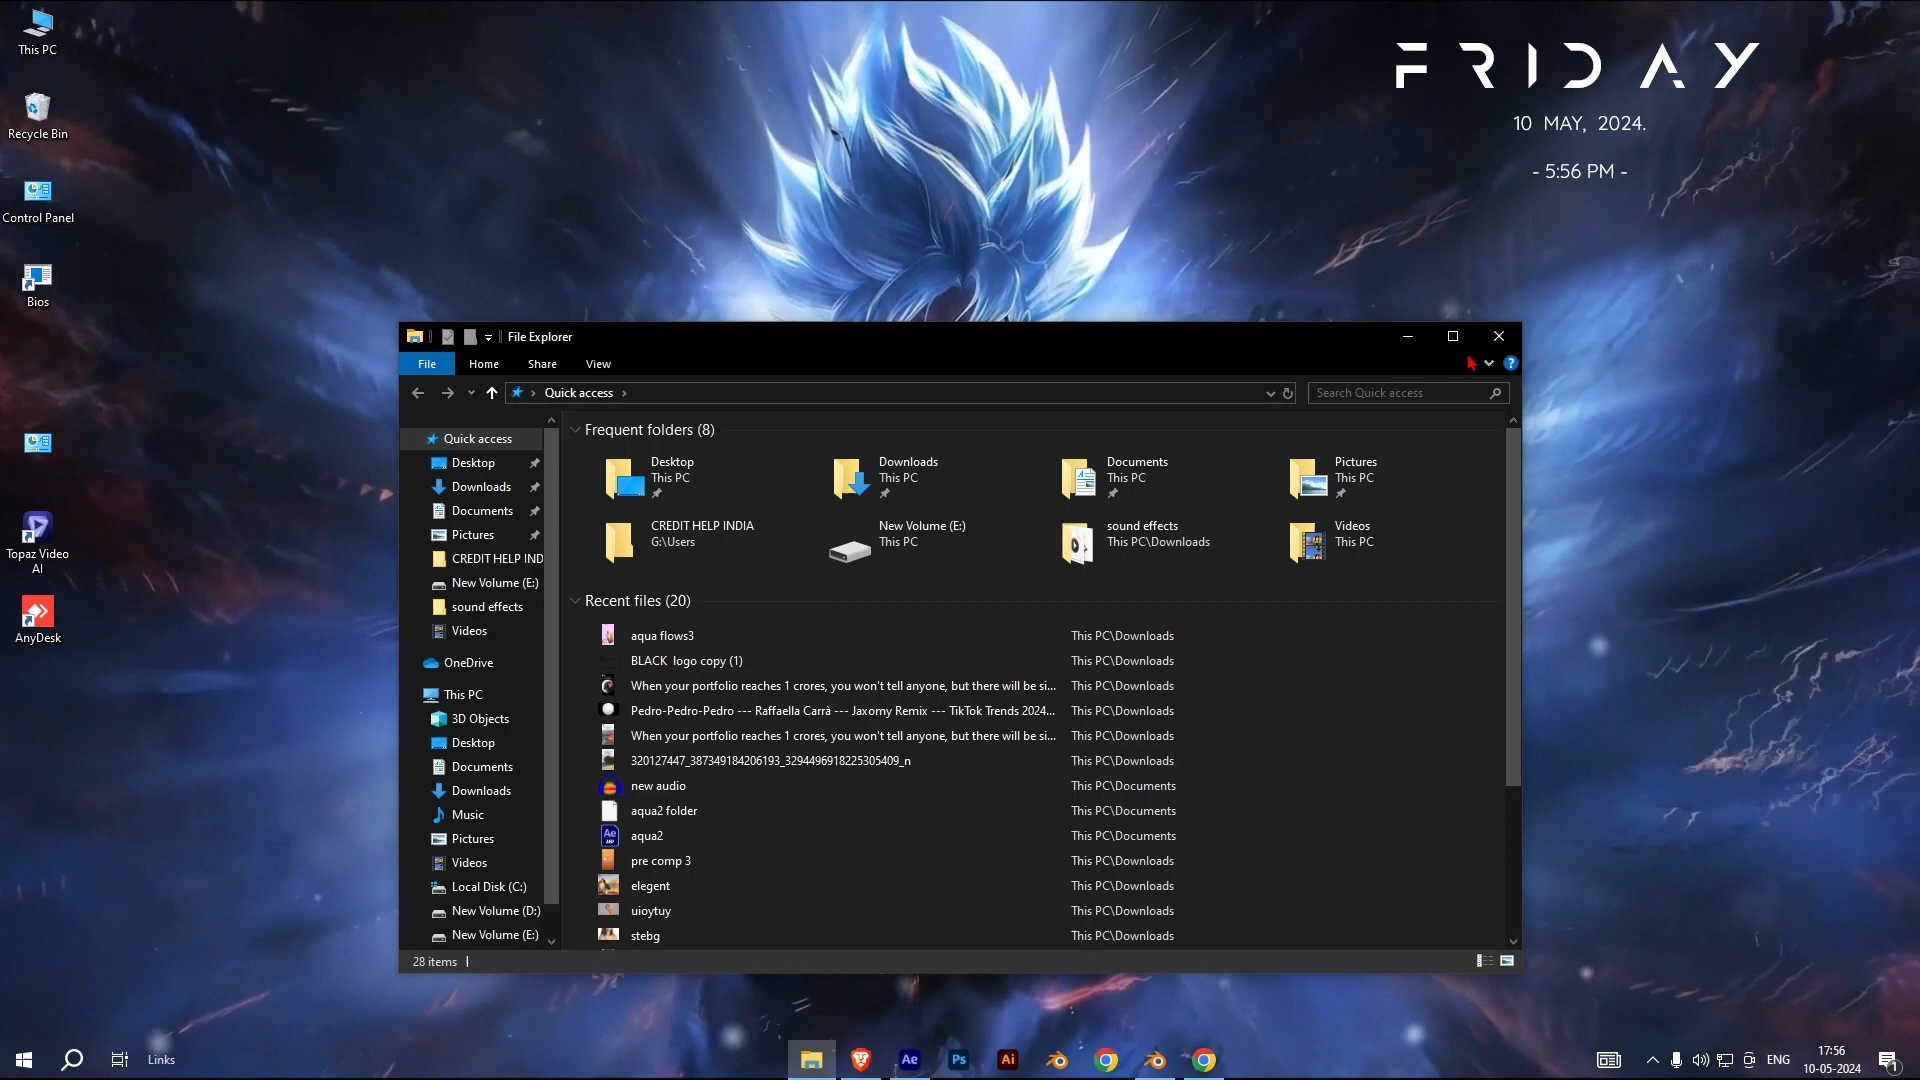 This PC
Recycle Bin
Control Panel
Bios
Topaz Video
AI
AnyDesk
FRIDAY
10 MAY, 2024.
- 5:56 PM -
File Explorer
File Home Share View
Quick access
Search Quick access
Quick access
Desktop
Downloads
Documents
Pictures
CREDIT HELP IND
New Volume (E:)
sound effects
Videos
OneDrive
This PC
3D Objects
Desktop
Documents
Downloads
Music
Pictures
Videos
Local Disk (C:)
New Volume (D:)
New Volume (E:)
Frequent folders (8)
Desktop
This PC
Downloads
This PC
Documents
This PC
Pictures
This PC
CREDIT HELP INDIA
G:\Users
New Volume (E:)
This PC
sound effects
This PC\Downloads
Videos
This PC
Recent files (20)
aqua flows3 This PC\Downloads
BLACK logo copy (1) This PC\Downloads
When your portfolio reaches 1 crores, you won't tell anyone, but there will be si... This PC\Downloads
Pedro-Pedro-Pedro --- Raffaella Carrà --- Jaxomy Remix --- TikTok Trends 2024... This PC\Downloads
When your portfolio reaches 1 crores, you won't tell anyone, but there will be si... This PC\Downloads
320127447_387349184206193_3294496918225305409_n This PC\Downloads
new audio This PC\Documents
aqua2 folder This PC\Documents
Ae
aqua2 This PC\Documents
pre comp 3 This PC\Downloads
elegent This PC\Downloads
uioytuy This PC\Downloads
stebg This PC\Downloads
28 items
Links
Ae Ps Ai
ENG
17:56
10-05-2024
1